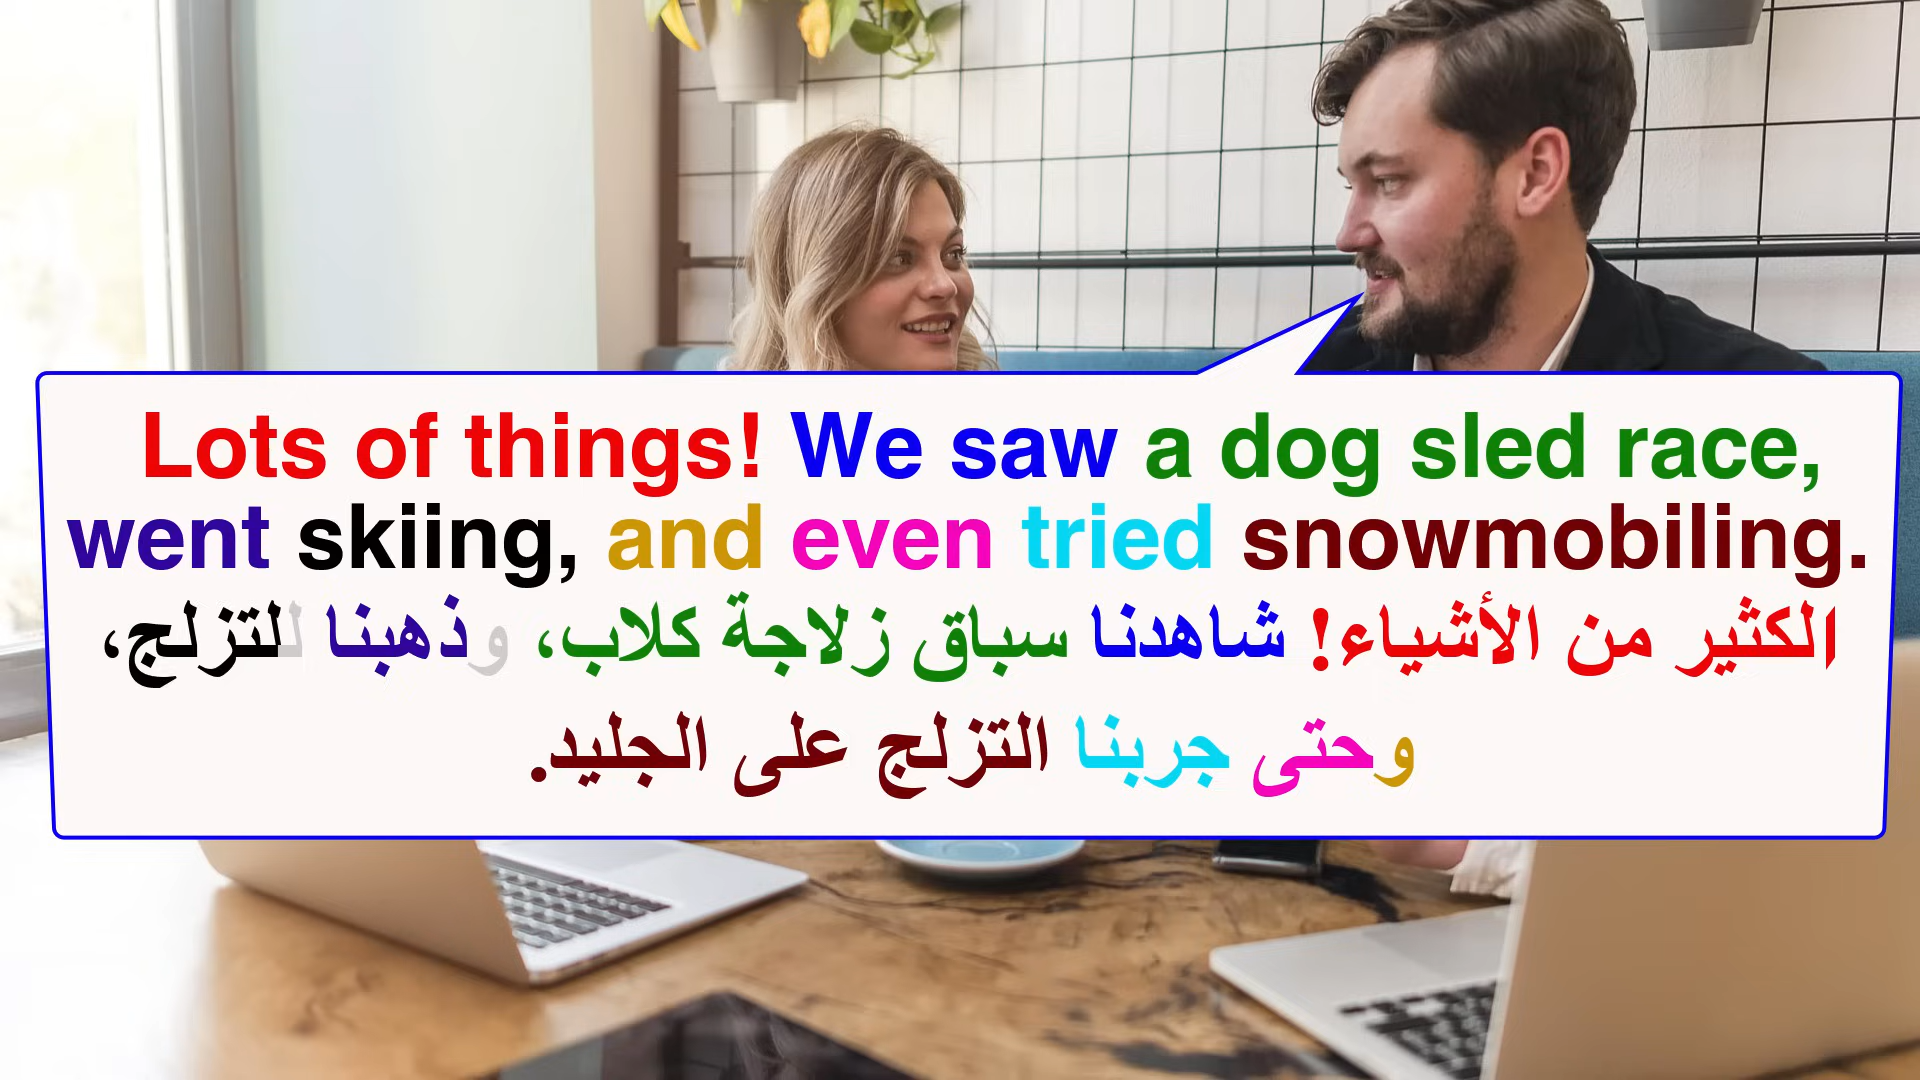 Lots of things! We saw a dog sled race,
went skiing, and even tried snowmobiling.
الكثير من الأشياء! شاهدنا سباق زلاجة كلاب، وذهبنا للتزلج،
وحتى جربنا التزلج على الجليد.